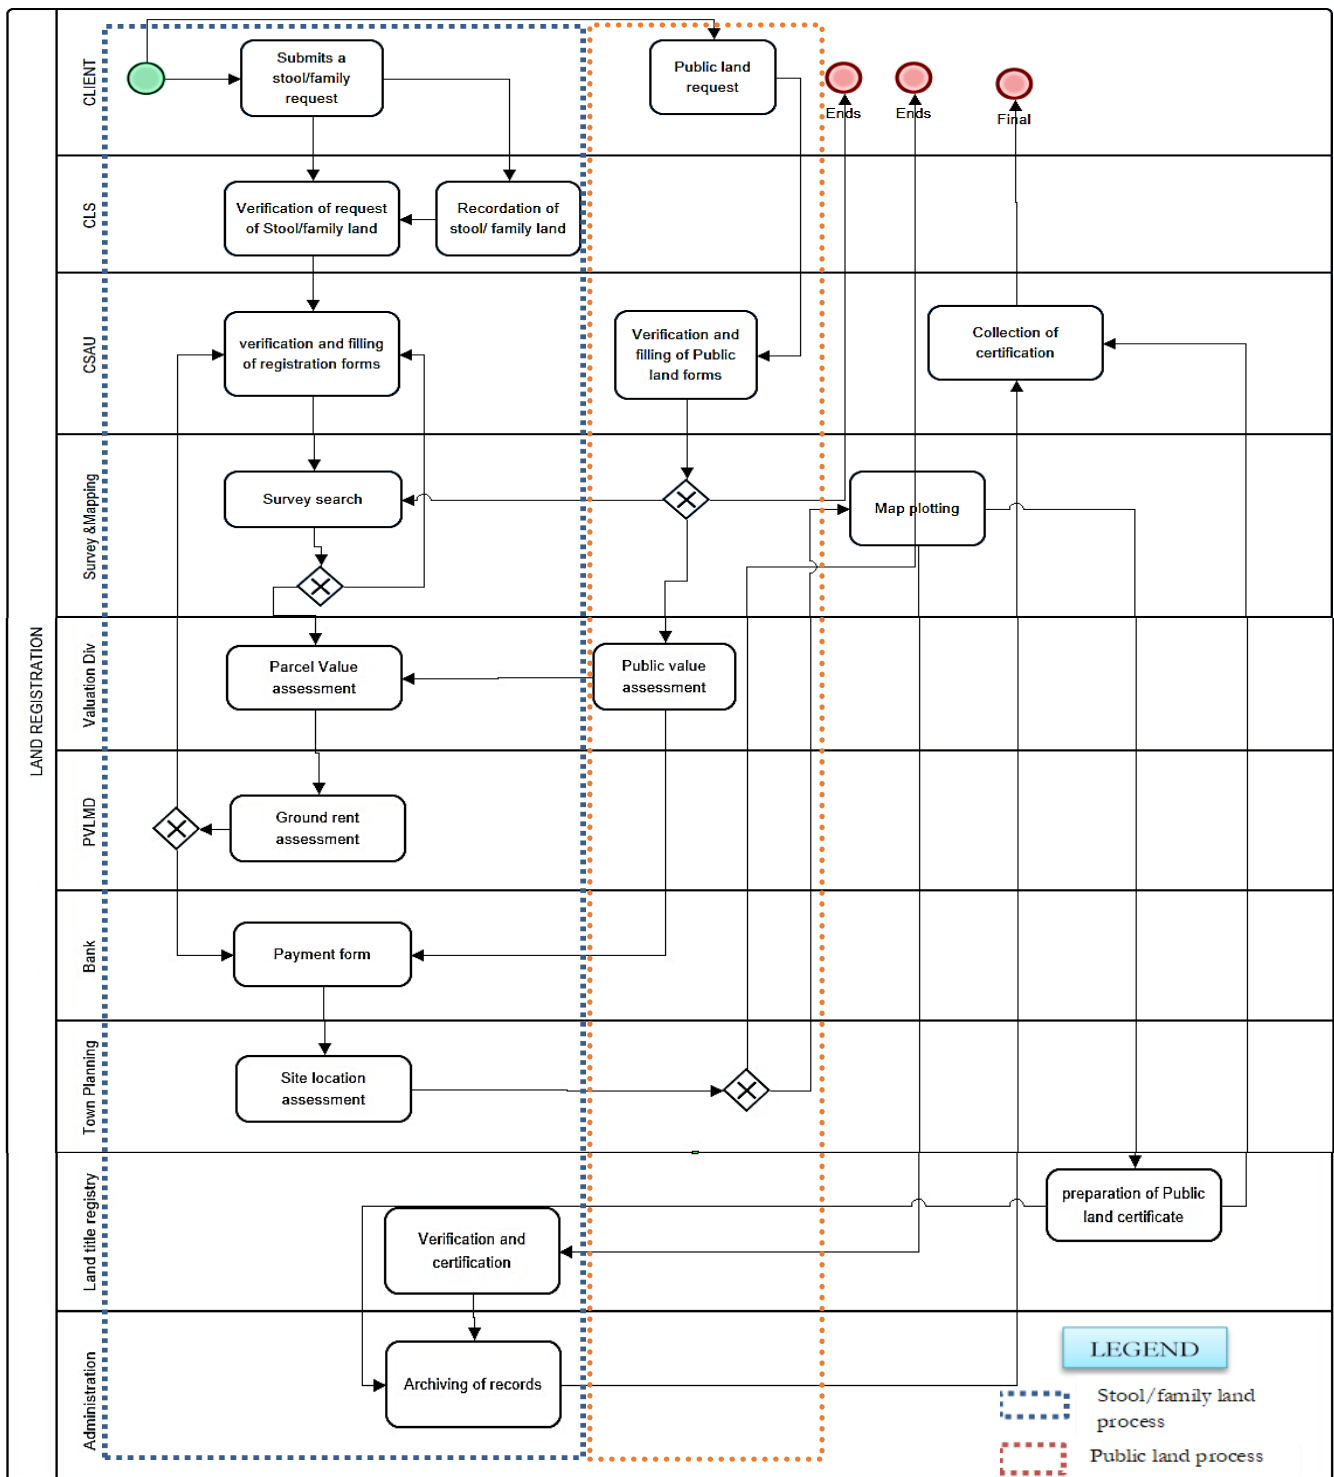 LAND REGISTRATION
CLIENT
Submits a
stool/family
request
Public land
request
Ends
Ends
Final
CLS
Verification of request
of Stool/family land
Recordation of
stool/ family land
CSAU
verification and filling
of registration forms
Verification and
filling of Public
land forms
Collection of
certification
Survey &Mapping
Survey search
Map plotting
Valuation Div
Parcel Value
assessment
Public value
assessment
PVLMD
Ground rent
assessment
Bank
Payment form
Town Planning
Site location
assessment
Land title registry
Verification and
certification
preparation of Public
land certificate
Administration
Archiving of records
LEGEND
Stool/family land
process
Public land process